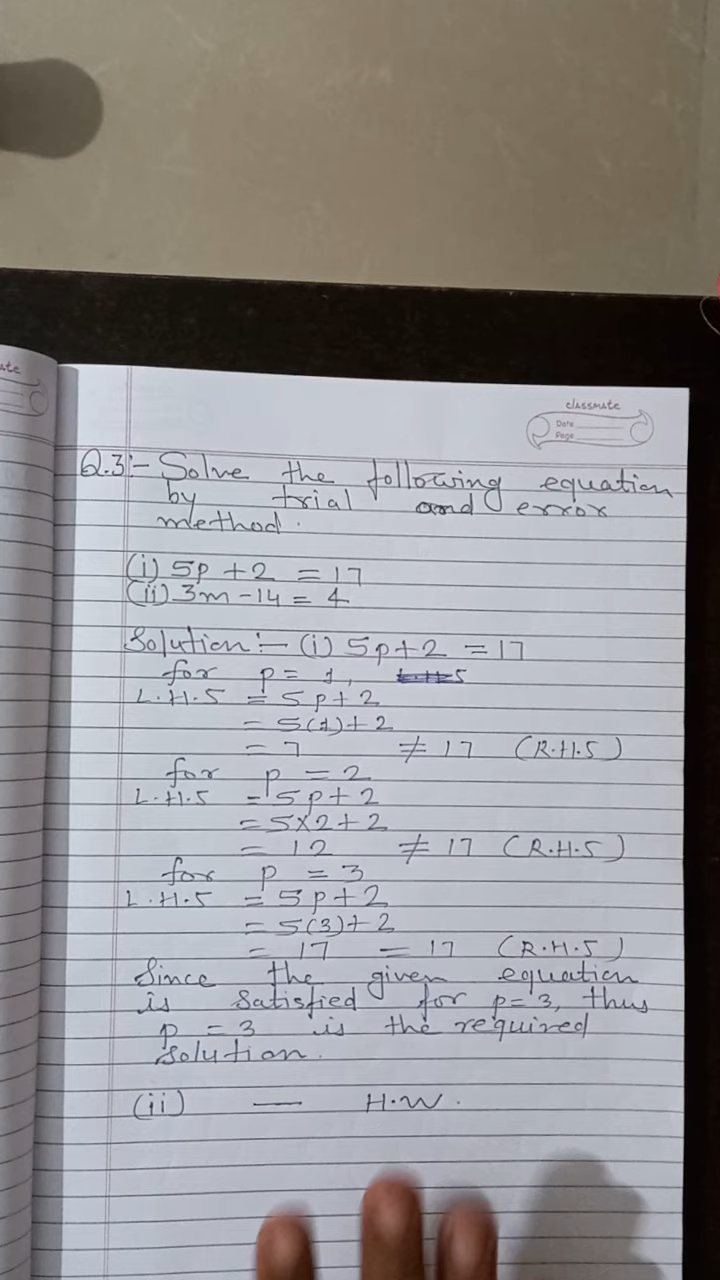 ate
classmate
Date
Page
Q.3:- Solve the following equation
by trial and error
method.
(i) 5p + 2 = 17
(ii) 3m - 14 = 4
Solution:- (i) 5p + 2 = 17
for p = 1,
L.H.S = 5p + 2
= 5(1) + 2
= 7 ≠ 17 (R.H.S)
for p = 2
L.H.S = 5p + 2
= 5×2 + 2
= 12 ≠ 17 (R.H.S)
for p = 3
L.H.S = 5p + 2
= 5(3) + 2
= 17 = 17 (R.H.S)
Since the given equation
is satisfied for p = 3, thus
p = 3 is the required
solution.
(ii) — H.W.